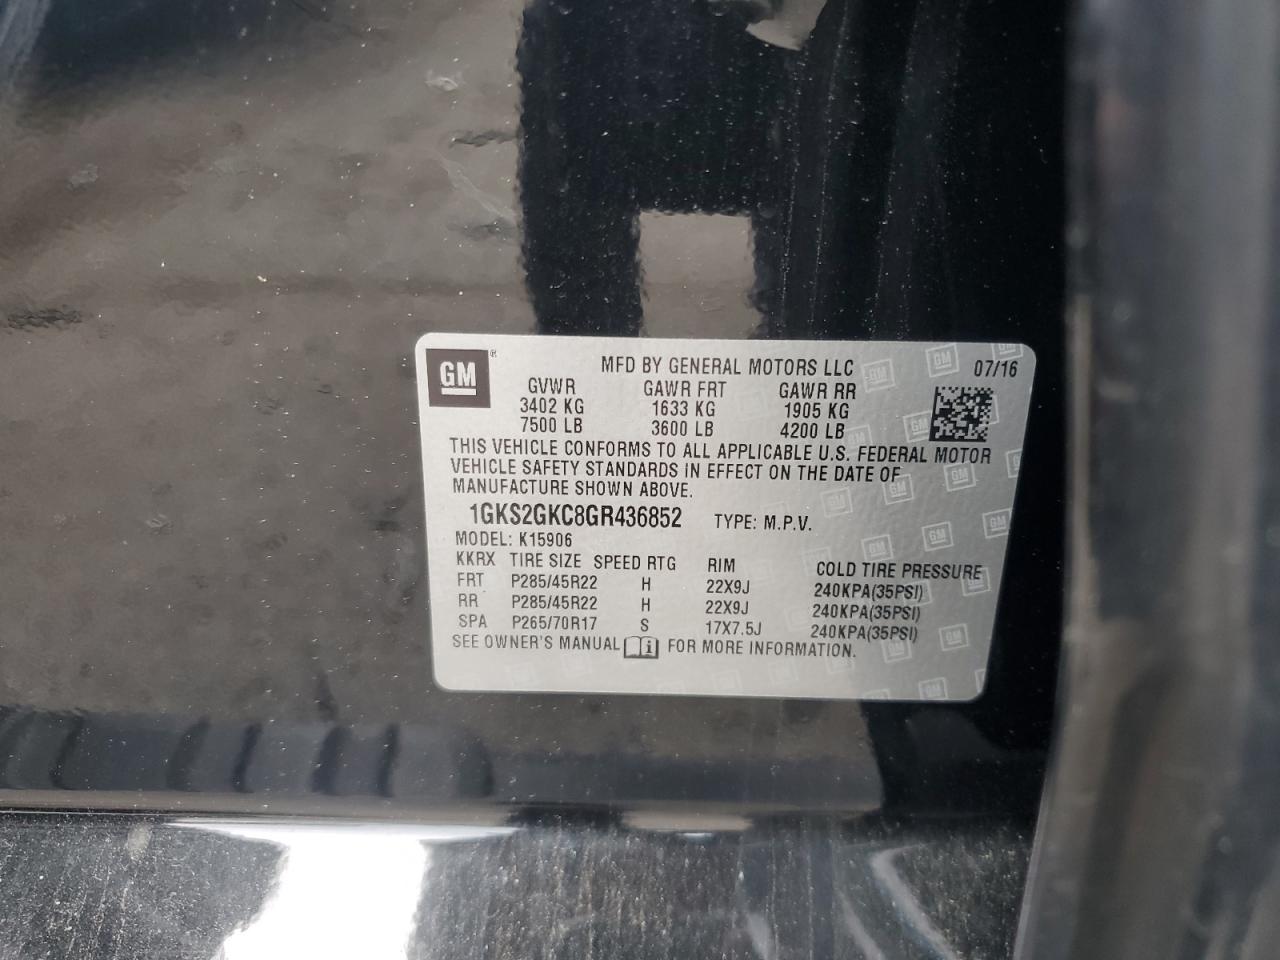 GM ® MFD BY GENERAL MOTORS LLC 07/16
GVWR GAWR FRT GAWR RR
3402 KG 1633 KG 1905 KG
7500 LB 3600 LB 4200 LB
THIS VEHICLE CONFORMS TO ALL APPLICABLE U.S. FEDERAL MOTOR
VEHICLE SAFETY STANDARDS IN EFFECT ON THE DATE OF
MANUFACTURE SHOWN ABOVE.
1GKS2GKC8GR436852 TYPE: M.P.V.
MODEL: K15906
KKRX TIRE SIZE SPEED RTG RIM COLD TIRE PRESSURE
FRT P285/45R22 H 22X9J 240KPA(35PSI)
RR P285/45R22 H 22X9J 240KPA(35PSI)
SPA P265/70R17 S 17X7.5J 240KPA(35PSI)
SEE OWNER'S MANUAL i FOR MORE INFORMATION.